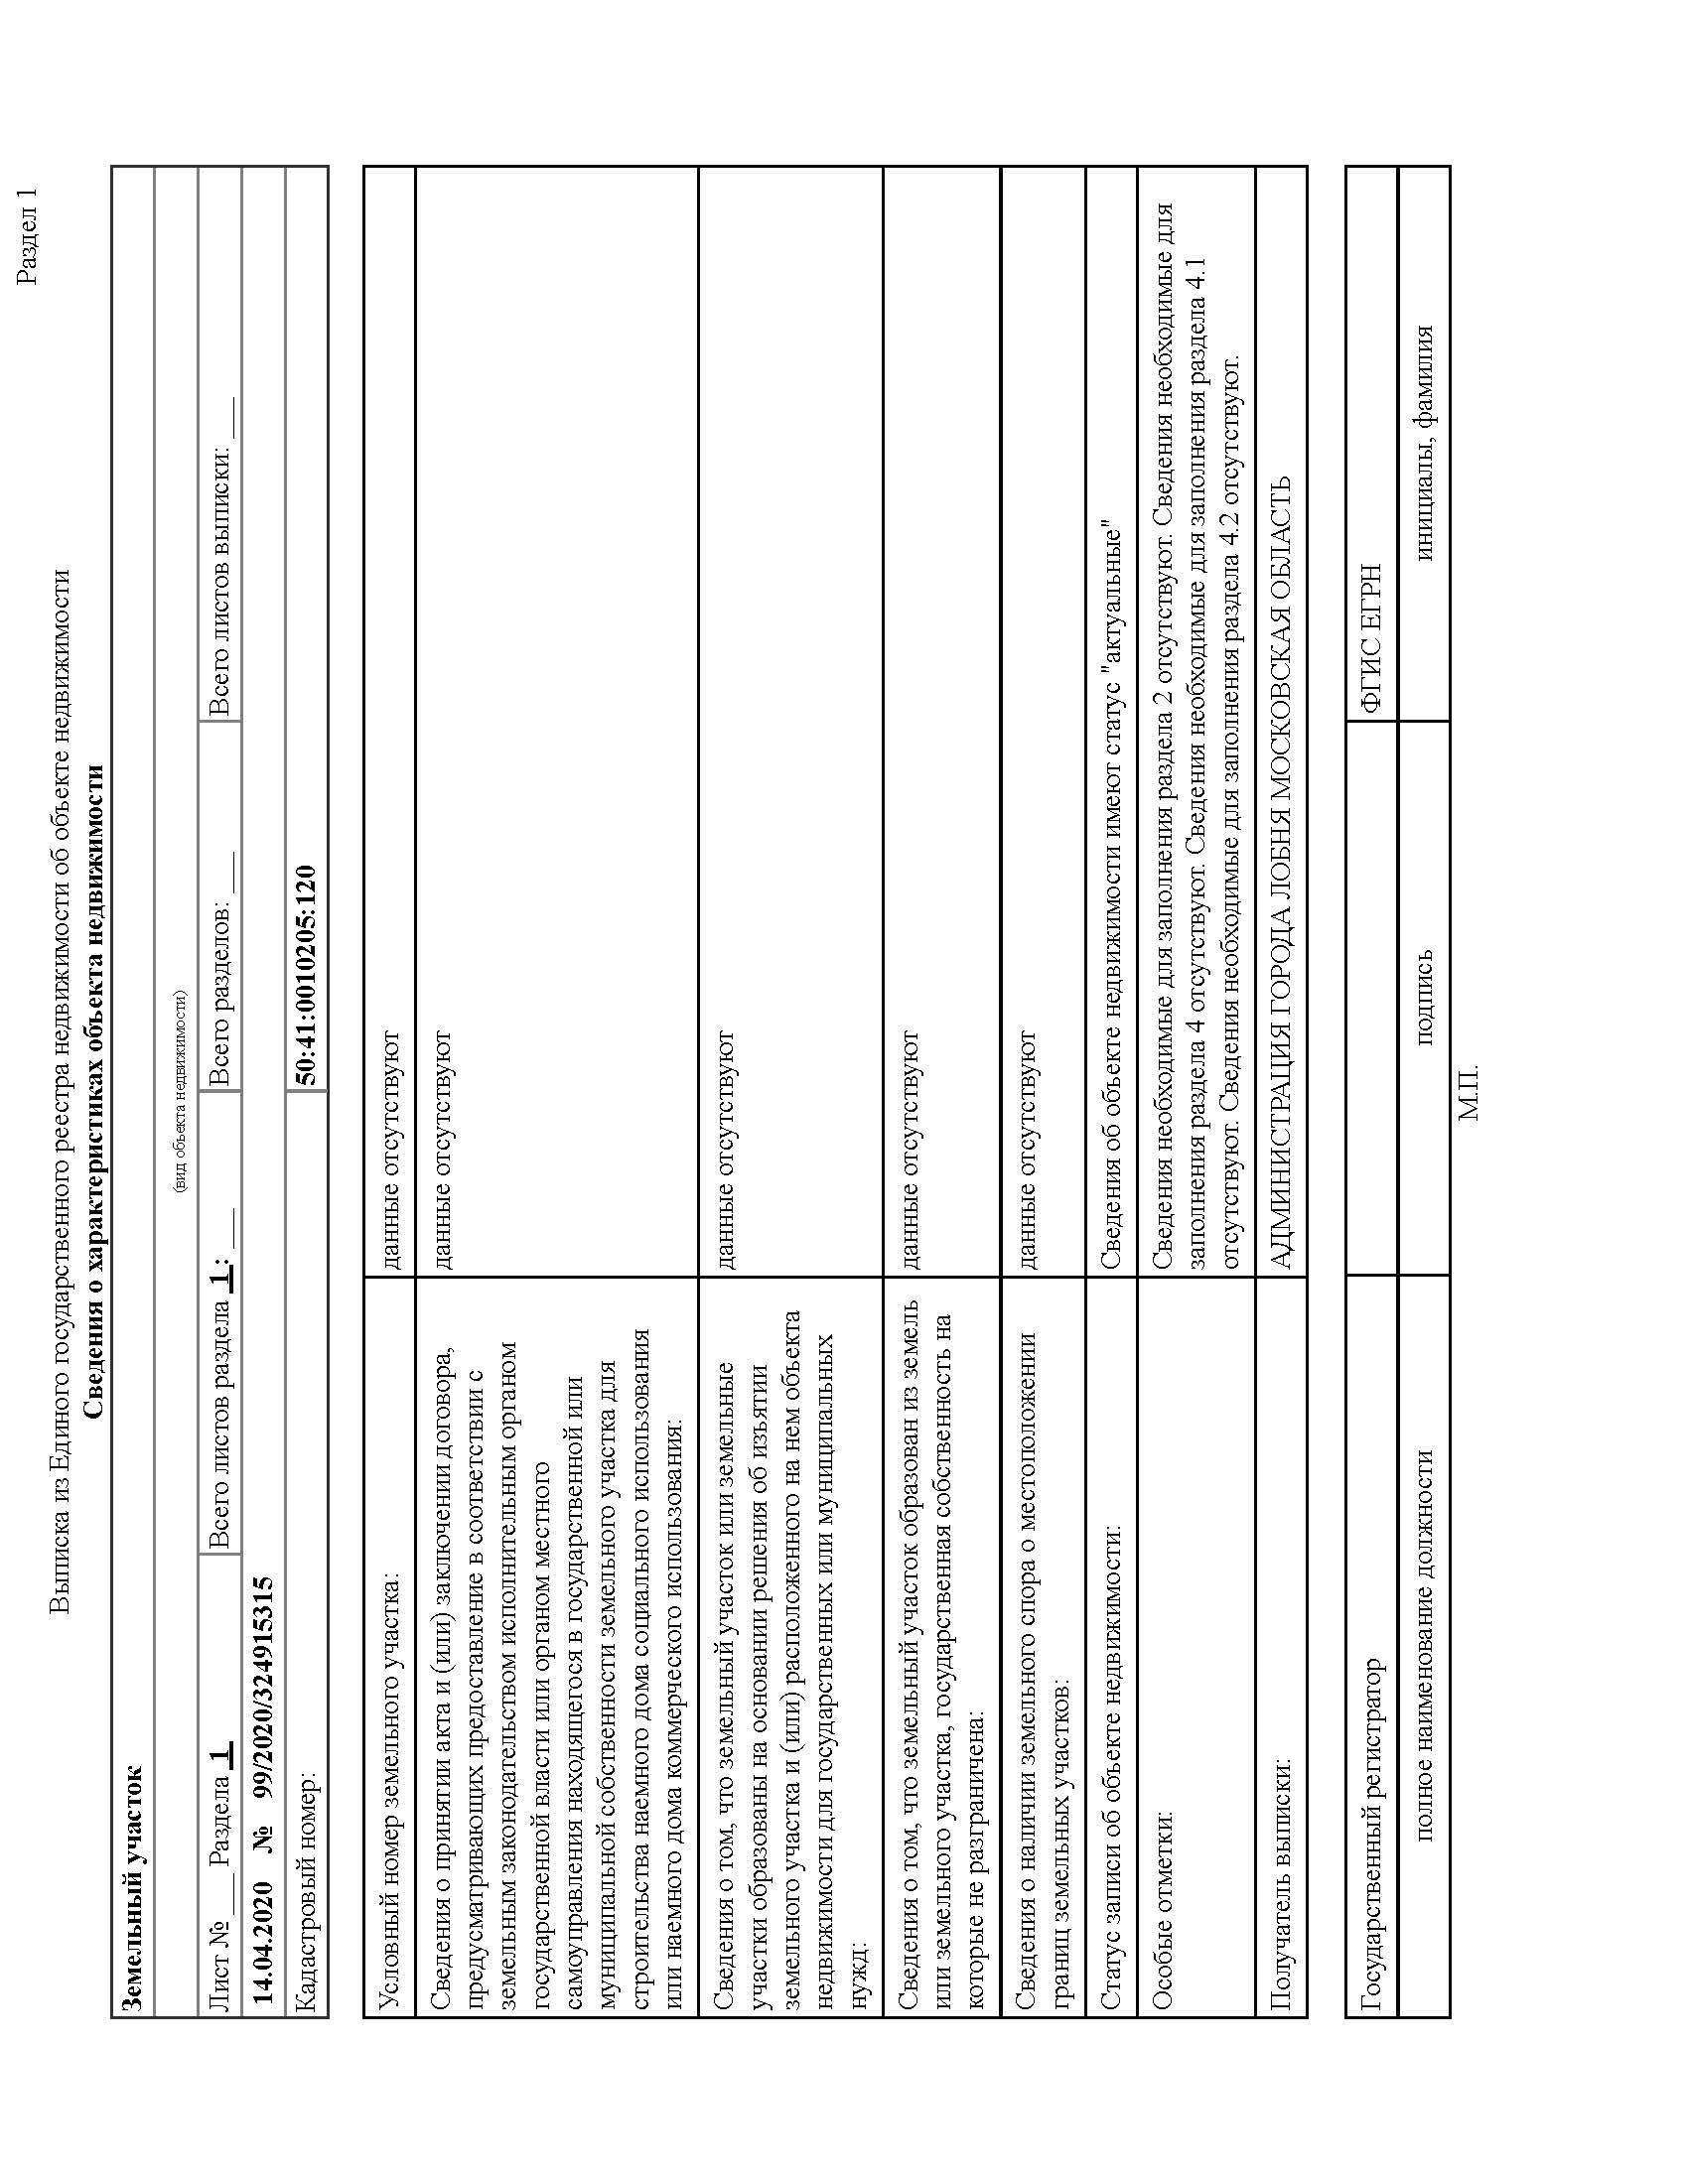 Раздел 1
Выписка из Единого государственного реестра недвижимости об объекте недвижимости
Сведения о характеристиках объекта недвижимости
Земельный участок
(вид объекта недвижимости)
Лист № ___ Раздела 1 Всего листов раздела 1: ___ Всего разделов: ___ Всего листов выписки: ___
14.04.2020 № 99/2020/324915315
Кадастровый номер: 50:41:0010205:120
Условный номер земельного участка: данные отсутствуют
Сведения о принятии акта и (или) заключении договора, данные отсутствуют
предусматривающих предоставление в соответствии с
земельным законодательством исполнительным органом
государственной власти или органом местного
самоуправления находящегося в государственной или
муниципальной собственности земельного участка для
строительства наемного дома социального использования
или наемного дома коммерческого использования:
Сведения о том, что земельный участок или земельные данные отсутствуют
участки образованы на основании решения об изъятии
земельного участка и (или) расположенного на нем объекта
недвижимости для государственных или муниципальных
нужд:
Сведения о том, что земельный участок образован из земель данные отсутствуют
или земельного участка, государственная собственность на
которые не разграничена:
Сведения о наличии земельного спора о местоположении данные отсутствуют
границ земельных участков:
Статус записи об объекте недвижимости: Сведения об объекте недвижимости имеют статус "актуальные"
Особые отметки: Сведения необходимые для заполнения раздела 2 отсутствуют. Сведения необходимые для
заполнения раздела 4 отсутствуют. Сведения необходимые для заполнения раздела 4.1
отсутствуют. Сведения необходимые для заполнения раздела 4.2 отсутствуют.
Получатель выписки: АДМИНИСТРАЦИЯ ГОРОДА ЛОБНЯ МОСКОВСКАЯ ОБЛАСТЬ
Государственный регистратор ФГИС ЕГРН
полное наименование должности подпись инициалы, фамилия
М.П.